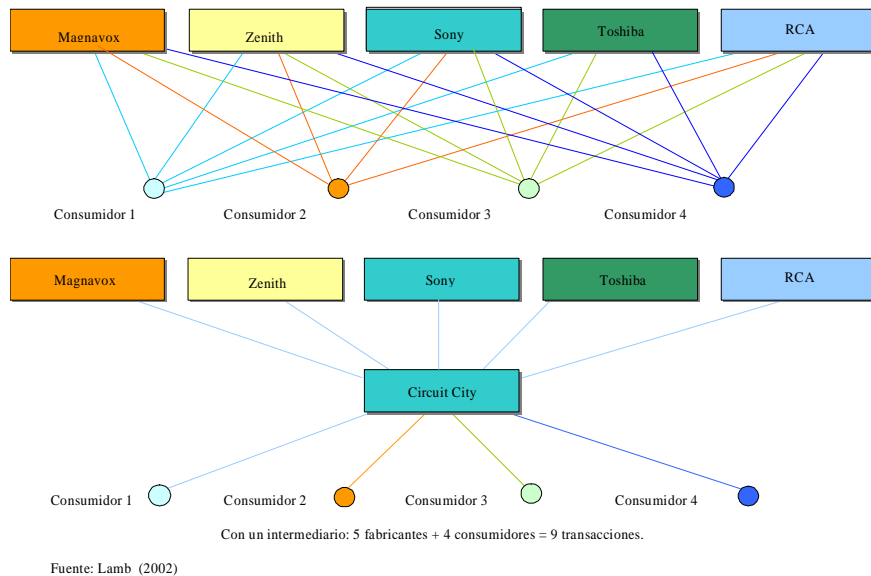 Magnavox Zenith Sony Toshiba RCA
Consumidor 1 Consumidor 2 Consumidor 3 Consumidor 4
Magnavox Zenith Sony Toshiba RCA
Circuit City
Consumidor 1 Consumidor 2 Consumidor 3 Consumidor 4
Con un intermediario: 5 fabricantes + 4 consumidores = 9 transacciones.
Fuente: Lamb (2002)